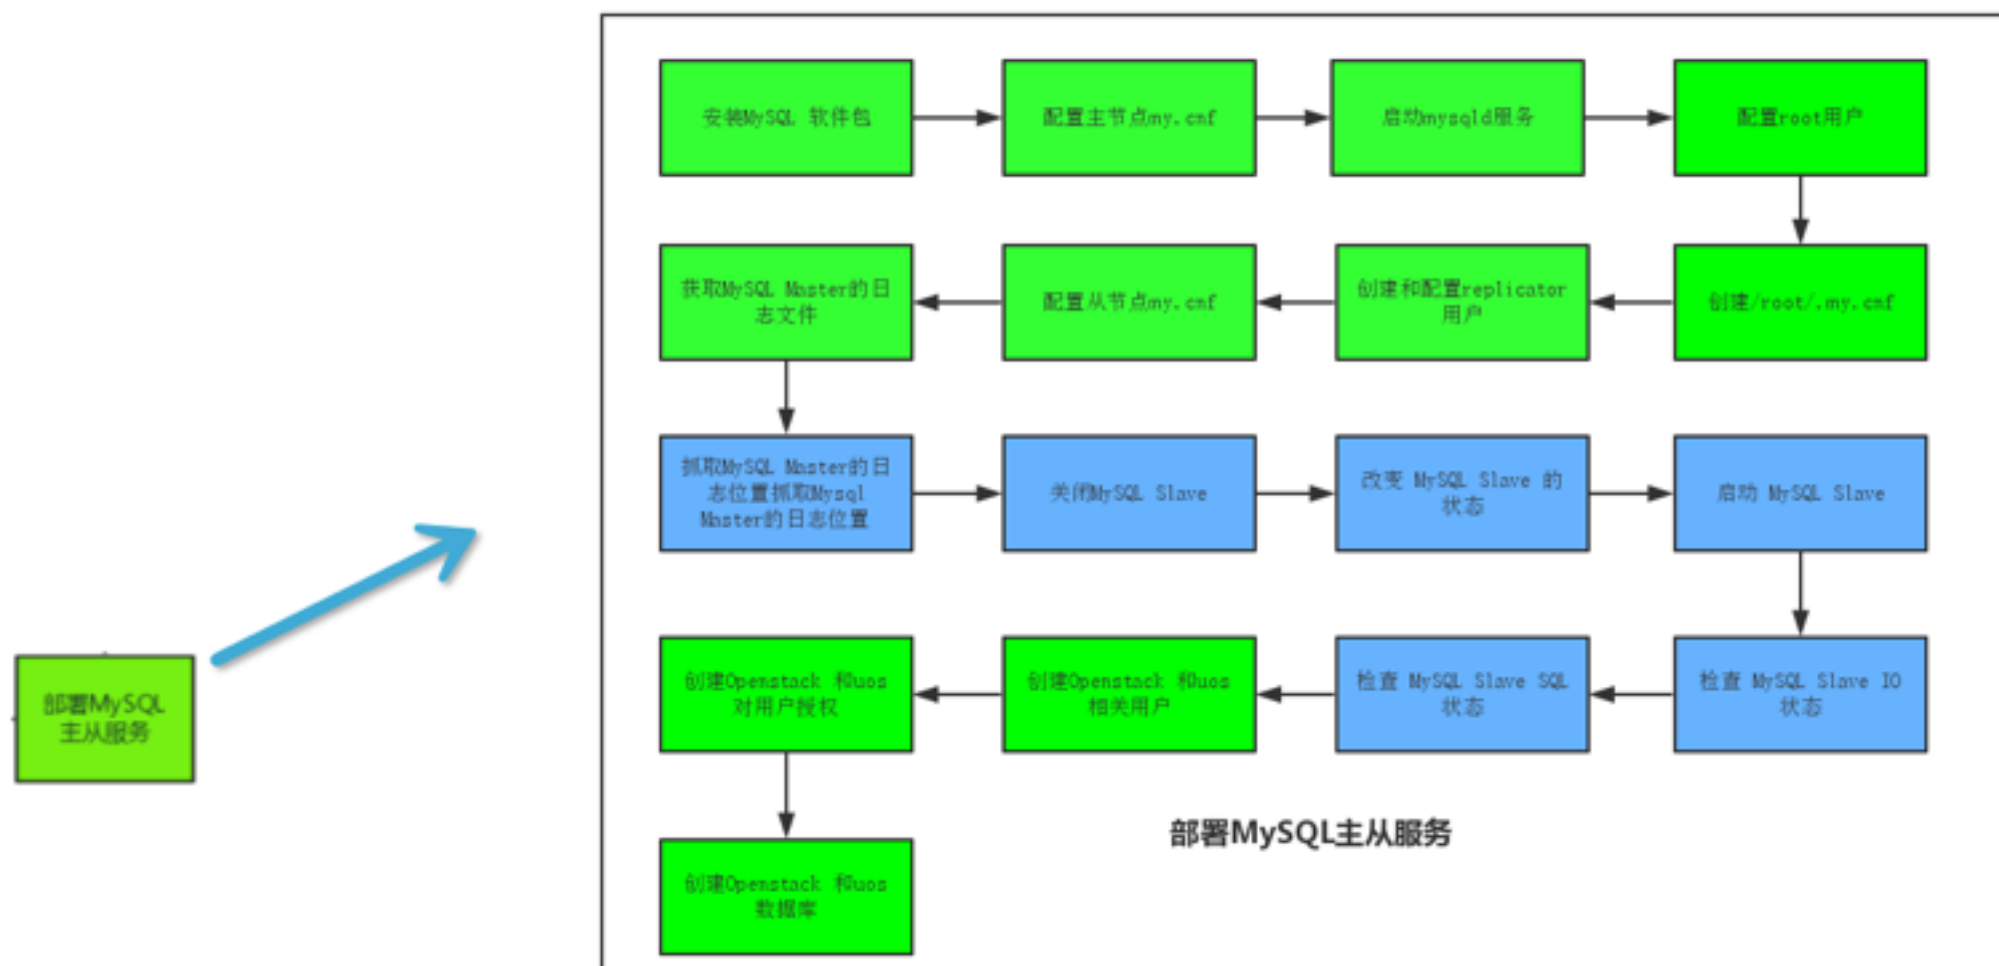 安装MySQL 软件包
配置主节点my.cnf
启动mysqld服务
配置root用户
获取MySQL Master的日
志文件
配置从节点my.cnf
创建和配置replicator
用户
创建/root/.my.cnf
抓取MySQL Master的日
志位置抓取Mysql
Master的日志位置
关闭MySQL Slave
改变 MySQL Slave 的
状态
启动 MySQL Slave
创建Openstack 和uos
对用户授权
创建Openstack 和uos
相关用户
检查 MySQL Slave SQL
状态
检查 MySQL Slave IO
状态
部署MySQL
主从服务
部署MySQL主从服务
创建Openstack 和uos
数据库